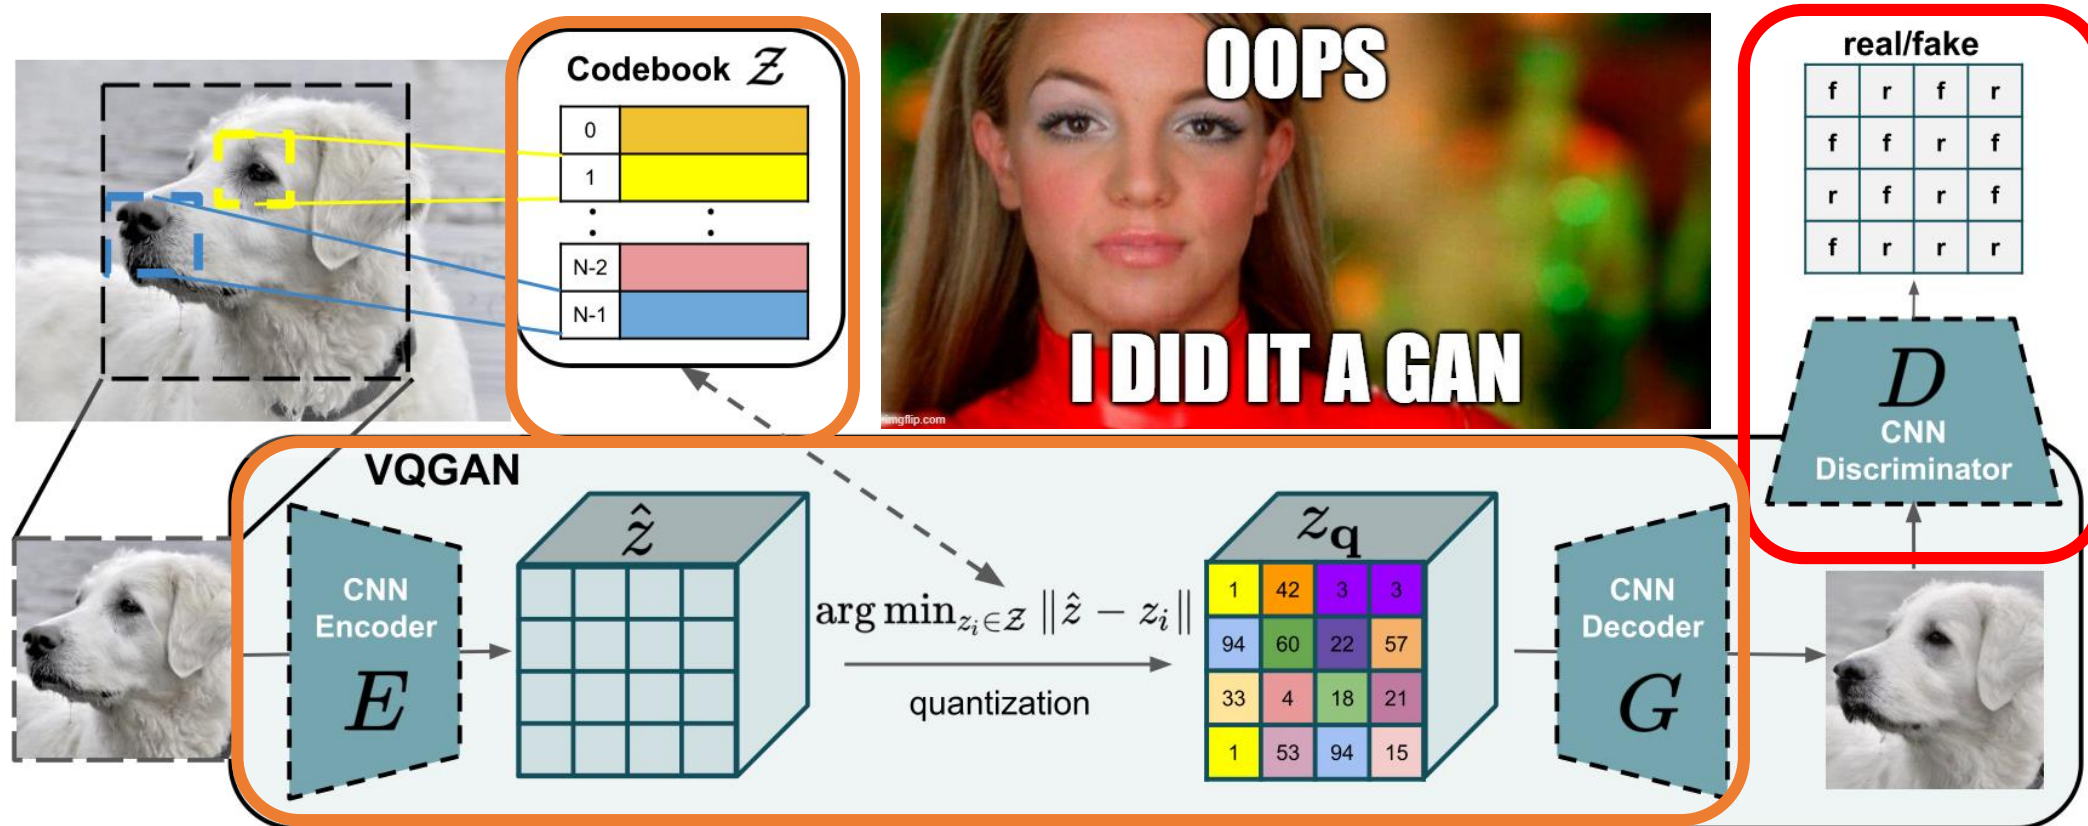 Codebook 𝒵
0
1
N-2
N-1
OOPS
I DID IT A GAN
imgflip.com
real/fake
f r f r
f f r f
r f r f
f r r r
D
CNN
Discriminator
VQGAN
CNN
Encoder
E
ẑ
arg min_{z_i∈𝒵} ‖ẑ − z_i‖
quantization
z_q
1 42 3 3
94 60 22 57
33 4 18 21
1 53 94 15
CNN
Decoder
G